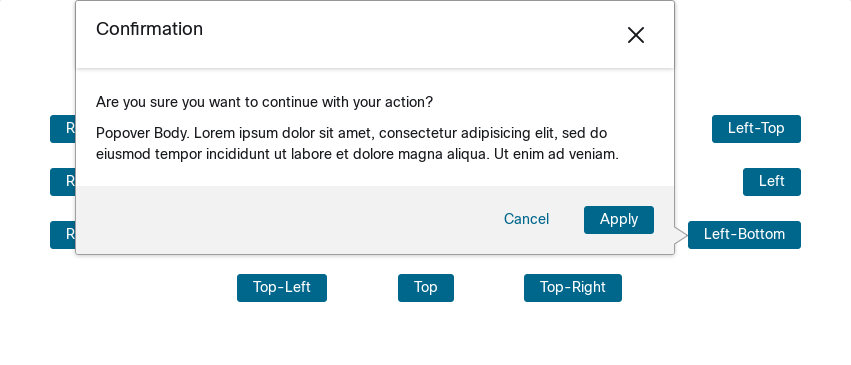 Confirmation
Are you sure you want to continue with your action?
Popover Body. Lorem ipsum dolor sit amet, consectetur adipisicing elit, sed do
eiusmod tempor incididunt ut labore et dolore magna aliqua. Ut enim ad veniam.
Left-Top
Left
Cancel
Apply
Left-Bottom
Top-Left
Top
Top-Right